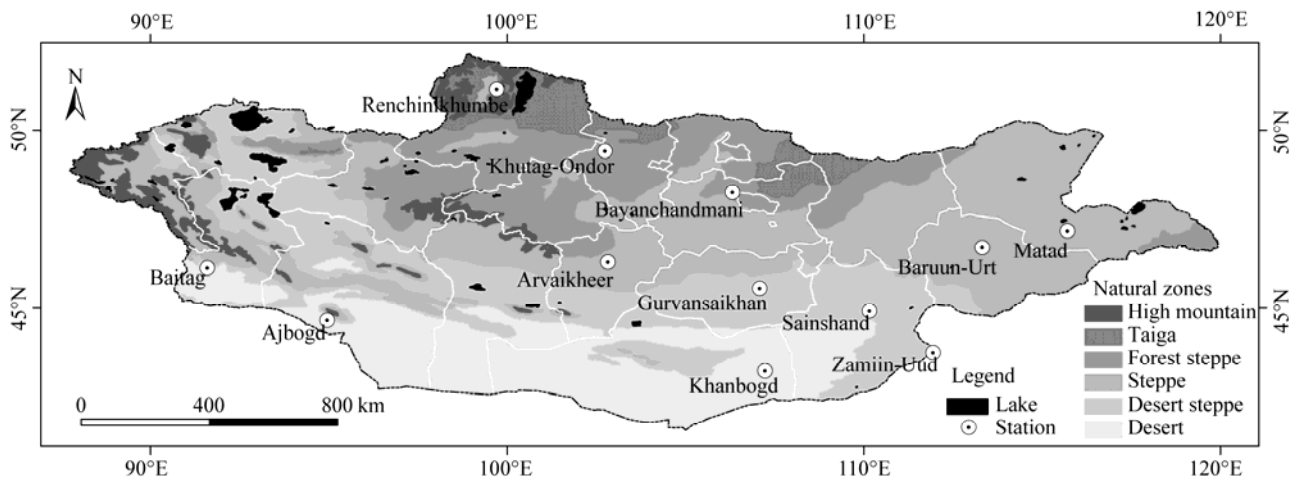 90°E 100°E 110°E 120°E
N
50°N
45°N
Renchinlkhumbe
Khutag-Ondor
Bayanchandmani
Baitag
Arvaikheer
Baruun-Urt
Matad
Gurvansaikhan
Sainshand
Ajbogd
Zamiin-Uud
Khanbogd
50°N
45°N
Natural zones
High mountain
Taiga
Forest steppe
Steppe
Desert steppe
Desert
Legend
Lake
Station
0 400 800 km
90°E 100°E 110°E 120°E